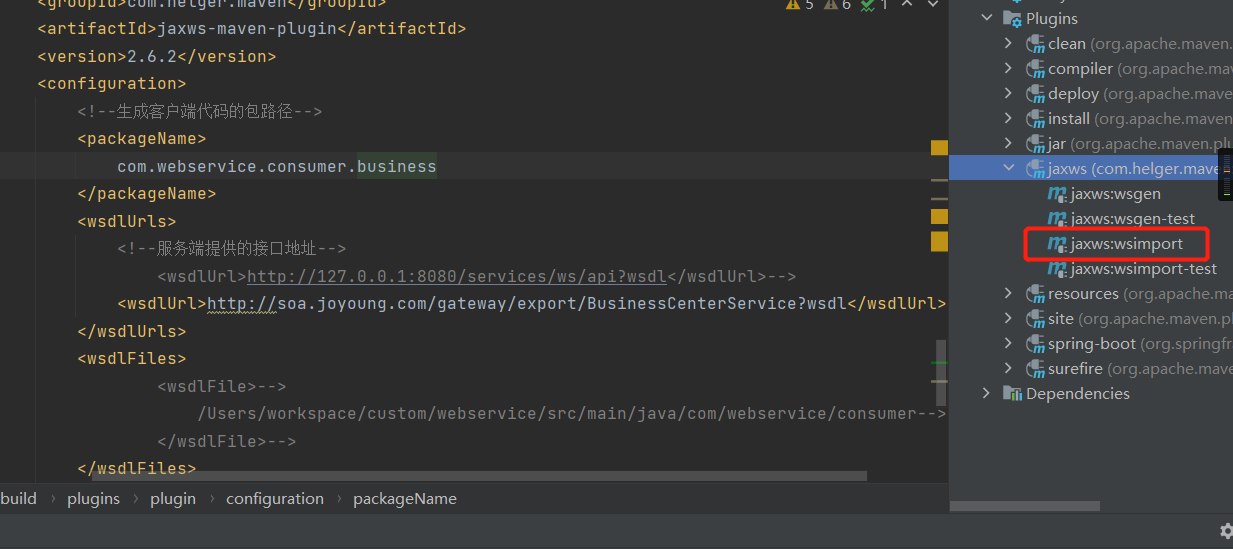 <groupId>com.helger.maven</groupId>
<artifactId>jaxws-maven-plugin</artifactId>
<version>2.6.2</version>
<configuration>
<!--生成客户端代码的包路径-->
<packageName>
com.webservice.consumer.business
</packageName>
<wsdlUrls>
<!--服务端提供的接口地址-->
<wsdlUrl>http://127.0.0.1:8080/services/ws/api?wsdl</wsdlUrl>-->
<wsdlUrl>http://soa.joyoung.com/gateway/export/BusinessCenterService?wsdl</wsdlUrl>
</wsdlUrls>
<wsdlFiles>
<wsdlFile>-->
/Users/workspace/custom/webservice/src/main/java/com/webservice/consumer-->
</wsdlFile>-->
</wsdlFiles>
5 6 1
build › plugins › plugin › configuration › packageName
Plugins
clean (org.apache.maven.
compiler (org.apache.ma
deploy (org.apache.mave
install (org.apache.maven
jar (org.apache.maven.plu
jaxws (com.helger.mave
jaxws:wsgen
jaxws:wsgen-test
jaxws:wsimport
jaxws:wsimport-test
resources (org.apache.ma
site (org.apache.maven.pl
spring-boot (org.springfr
surefire (org.apache.mave
Dependencies